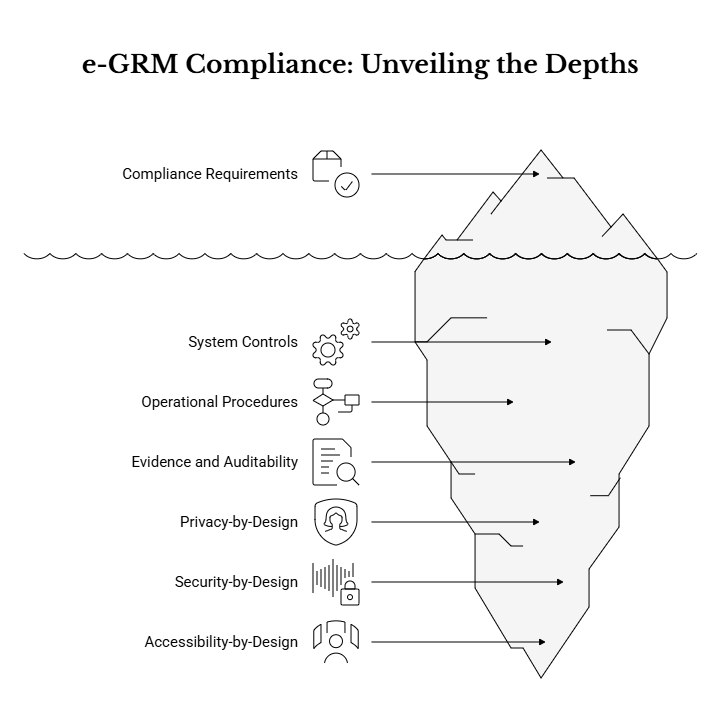 e-GRM Compliance: Unveiling the Depths
Compliance Requirements
System Controls
Operational Procedures
Evidence and Auditability
Privacy-by-Design
Security-by-Design
Accessibility-by-Design